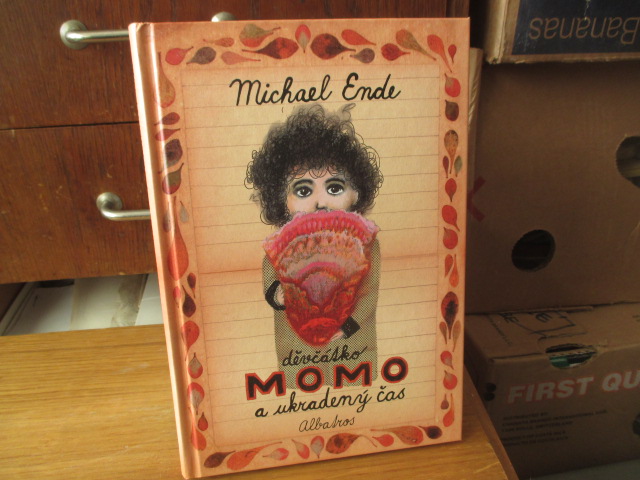 Michael Ende
děvčátko
MOMO
a ukradený čas
Albatros
Bananas
FIRST QU